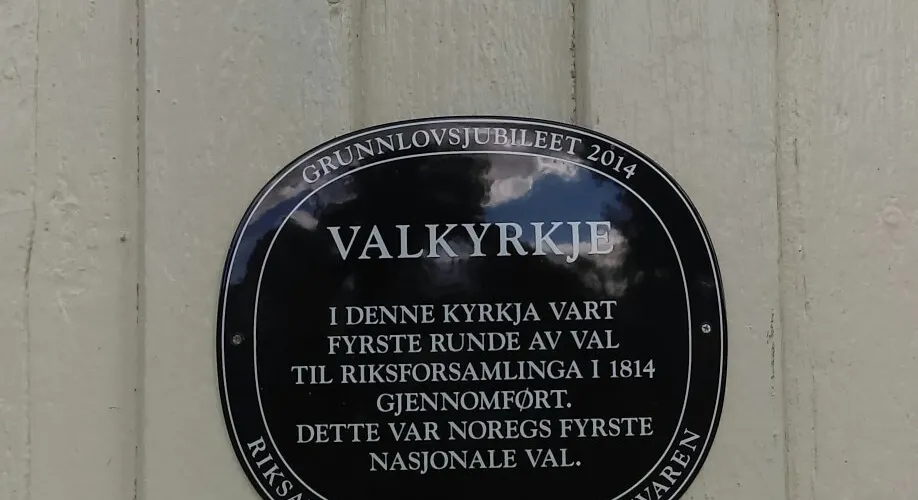 GRUNNLOVSJUBILEET 2014
VALKYRKJE
I DENNE KYRKJA VART
FYRSTE RUNDE AV VAL
TIL RIKSFORSAMLINGA I 1814
GJENNOMFØRT.
DETTE VAR NOREGS FYRSTE
NASJONALE VAL.